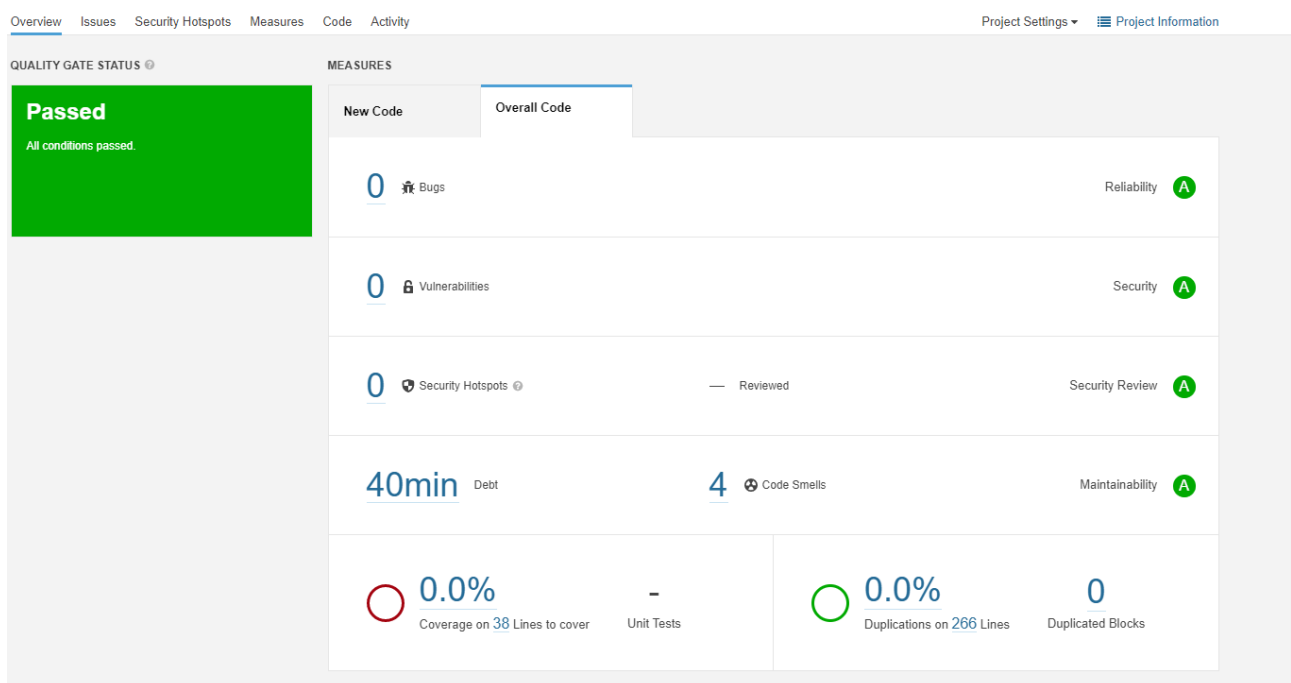 Overview Issues Security Hotspots Measures Code Activity Project Settings Project Information
QUALITY GATE STATUS
MEASURES
Passed
All conditions passed.
New Code
Overall Code
0 Bugs Reliability A
0 Vulnerabilities Security A
0 Security Hotspots — Reviewed Security Review A
40min Debt 4 Code Smells Maintainability A
0.0% - 0.0% 0
Coverage on 38 Lines to cover Unit Tests Duplications on 266 Lines Duplicated Blocks